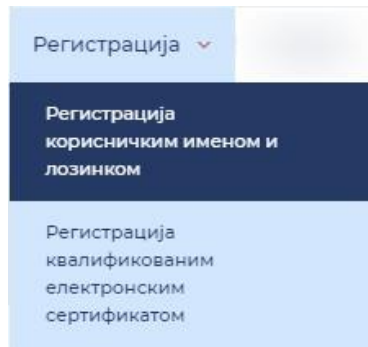 Регистрација
Регистрација
корисничким именом и
лозинком
Регистрација
квалификованим
електронским
сертификатом